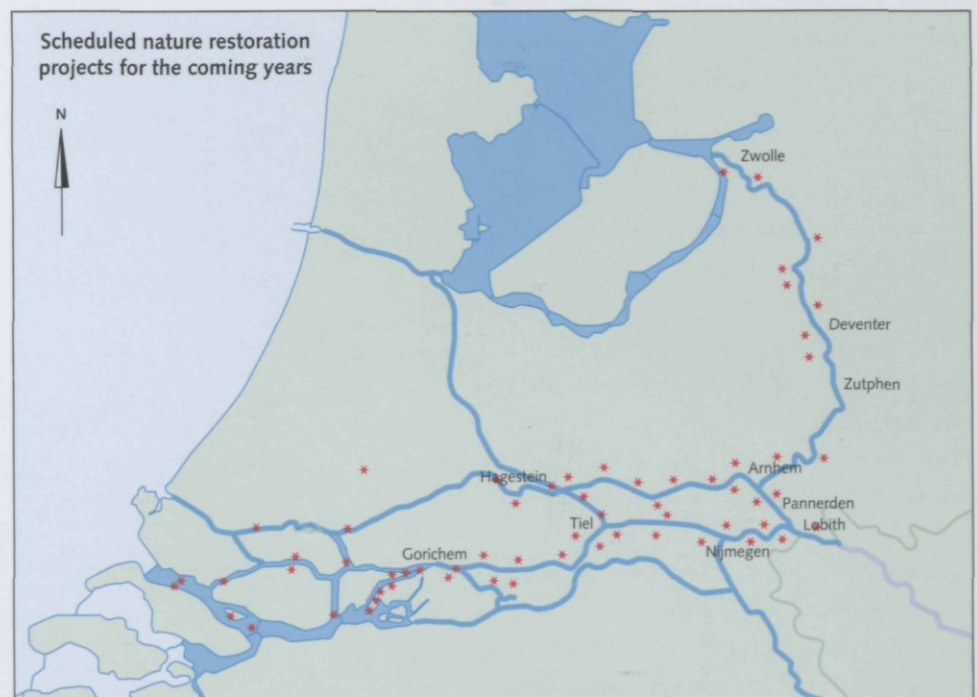 Scheduled nature restoration
projects for the coming years
N
Zwolle
Deventer
Zutphen
Hagestein
Arnhem
Pannerden
Tiel
Lobith
Gorichem
Nijmegen